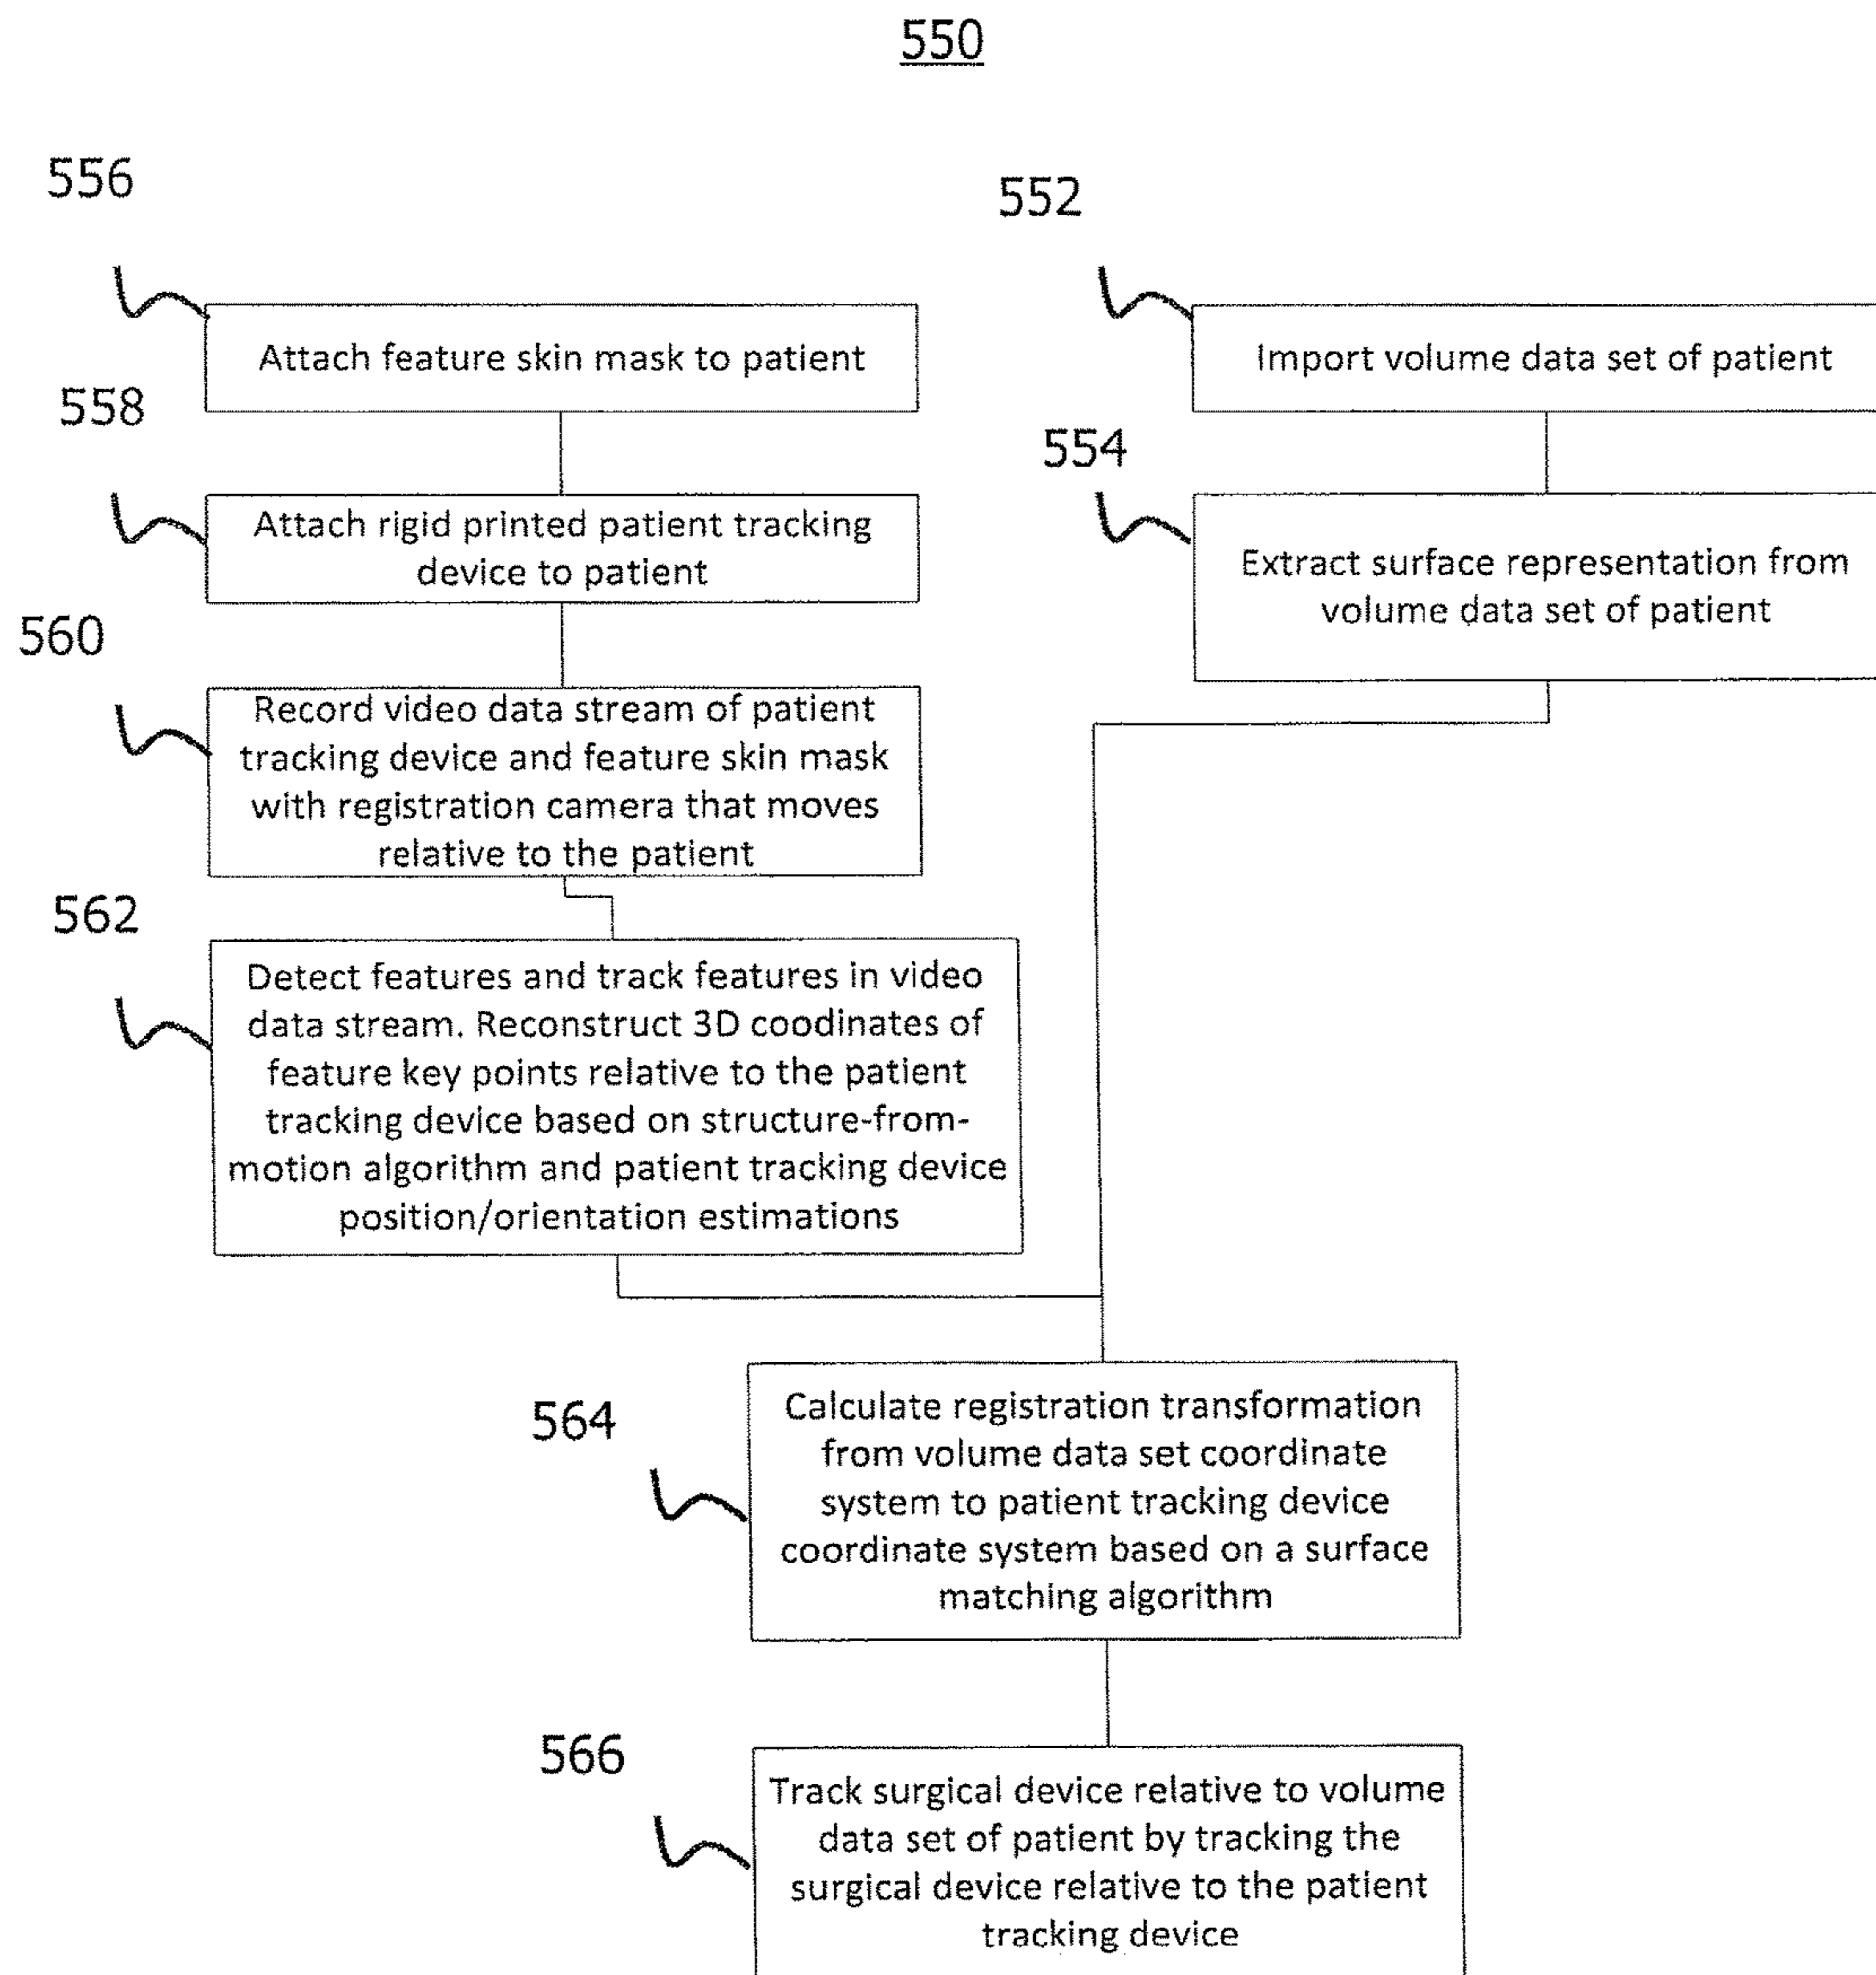 550
556
Attach feature skin mask to patient
558
Attach rigid printed patient tracking
device to patient
560
Record video data stream of patient
tracking device and feature skin mask
with registration camera that moves
relative to the patient
562
Detect features and track features in video
data stream. Reconstruct 3D coodinates of
feature key points relative to the patient
tracking device based on structure-from-
motion algorithm and patient tracking device
position/orientation estimations
552
Import volume data set of patient
554
Extract surface representation from
volume data set of patient
564
Calculate registration transformation
from volume data set coordinate
system to patient tracking device
coordinate system based on a surface
matching algorithm
566
Track surgical device relative to volume
data set of patient by tracking the
surgical device relative to the patient
tracking device